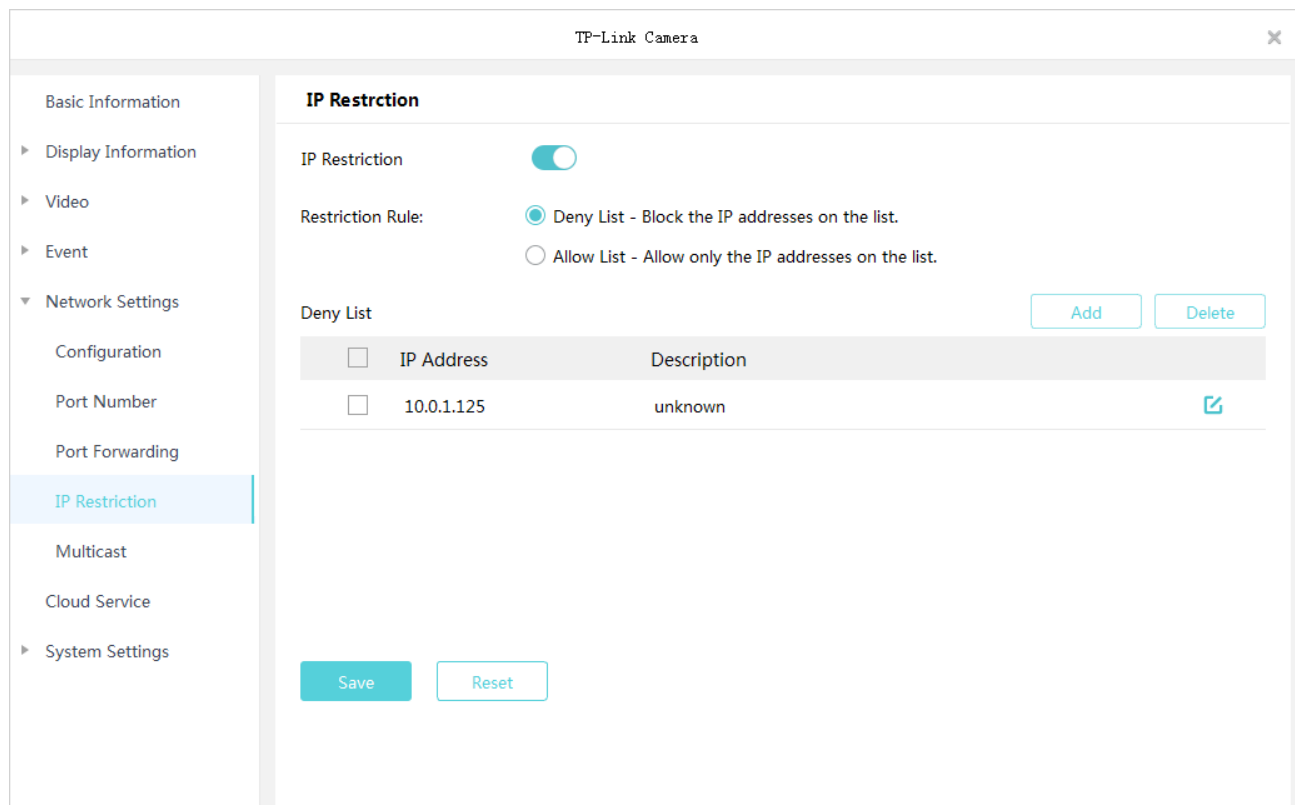 TP-Link Camera
Basic Information
Display Information
Video
Event
Network Settings
Configuration
Port Number
Port Forwarding
IP Restriction
Multicast
Cloud Service
System Settings
IP Restrction
IP Restriction
Restriction Rule:
Deny List - Block the IP addresses on the list.
Allow List - Allow only the IP addresses on the list.
Deny List
Add
Delete
IP Address
Description
10.0.1.125
unknown
Save
Reset